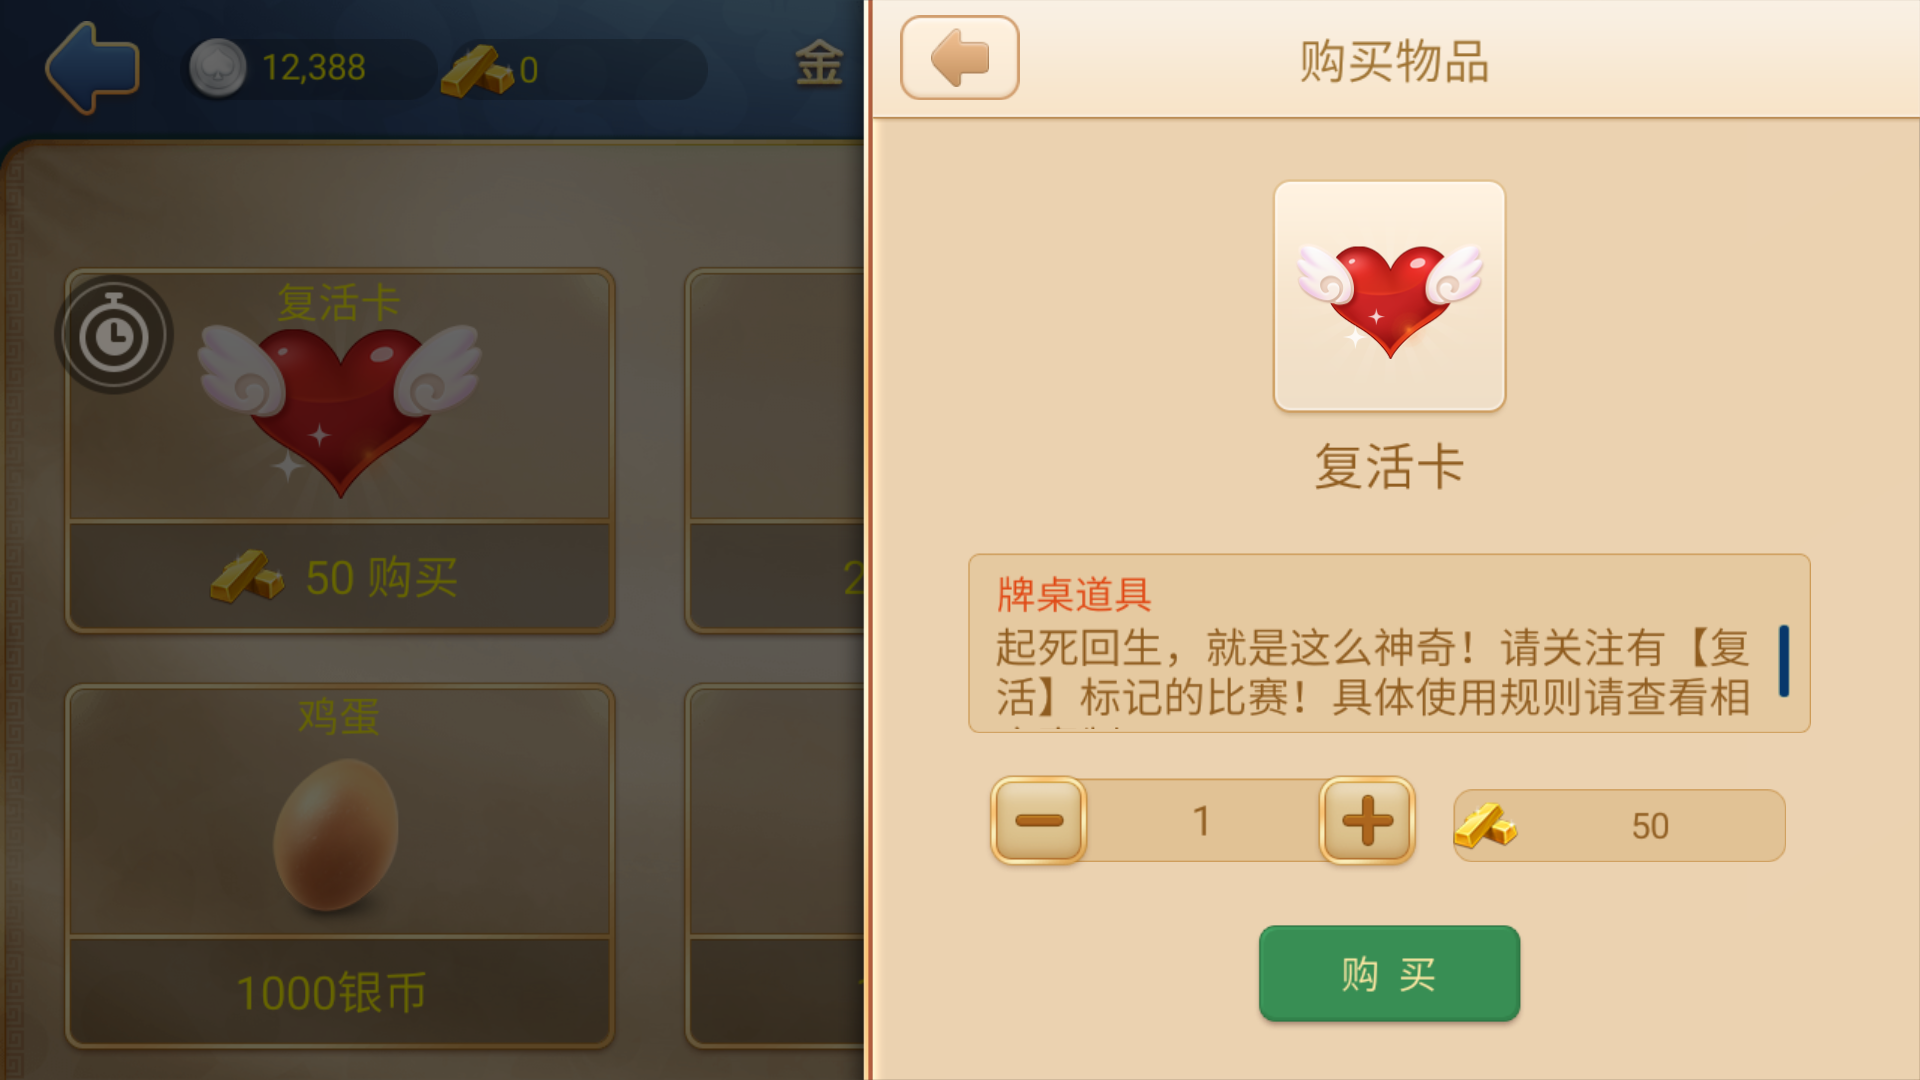 12,388
0
金
复活卡
50 购买
2
鸡蛋
1000银币
购买物品
复活卡
牌桌道具
起死回生，就是这么神奇！请关注有【复
活】标记的比赛！具体使用规则请查看相
1
50
购 买